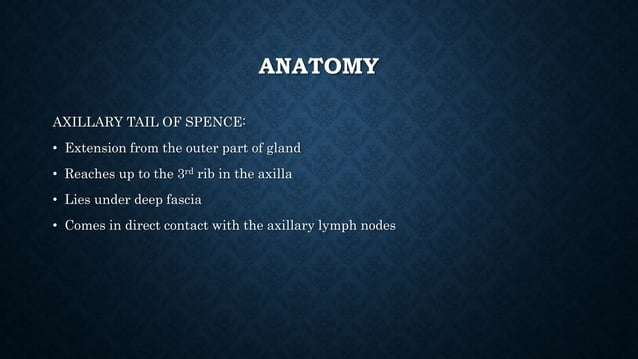 ANATOMY
AXILLARY TAIL OF SPENCE:
• Extension from the outer part of gland
• Reaches up to the 3rd rib in the axilla
• Lies under deep fascia
• Comes in direct contact with the axillary lymph nodes